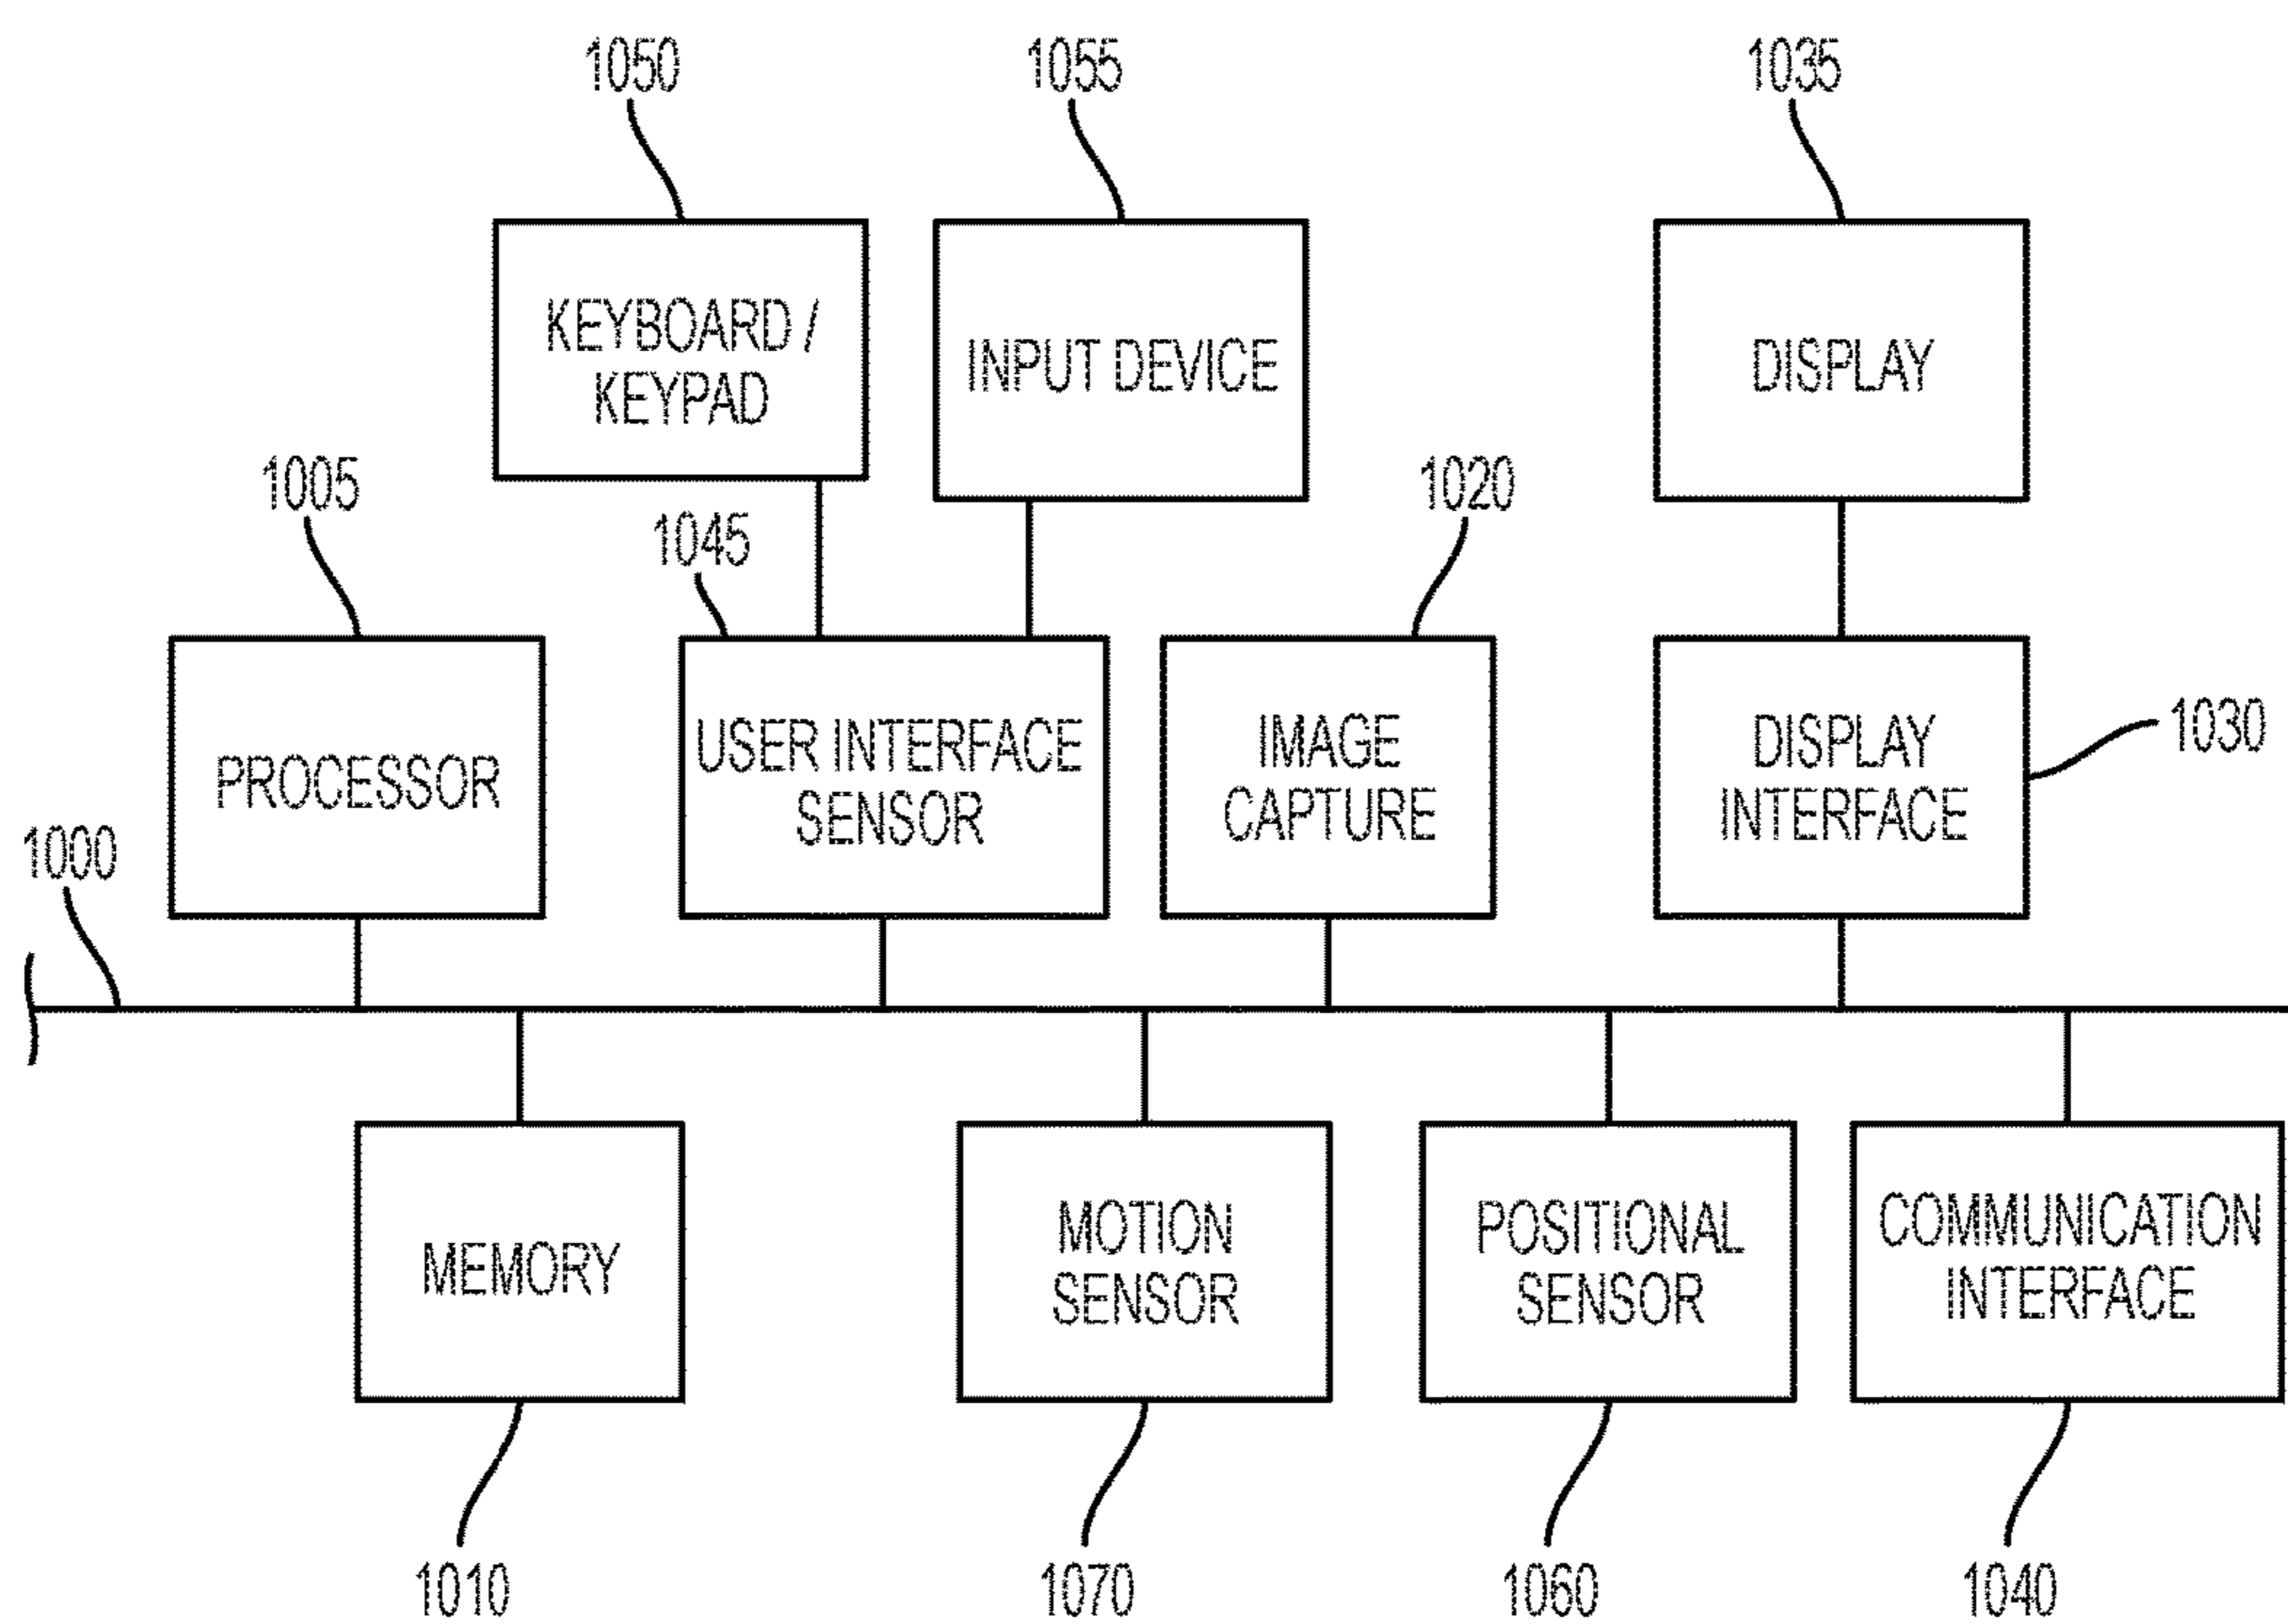 1050
1055
1035
KEYBOARD /
KEYPAD
INPUT DEVICE
DISPLAY
1005
1045
1020
PROCESSOR
USER INTERFACE
SENSOR
IMAGE
CAPTURE
DISPLAY
INTERFACE
1030
1000
MEMORY
MOTION
SENSOR
POSITIONAL
SENSOR
COMMUNICATION
INTERFACE
1010
1070
1060
1040